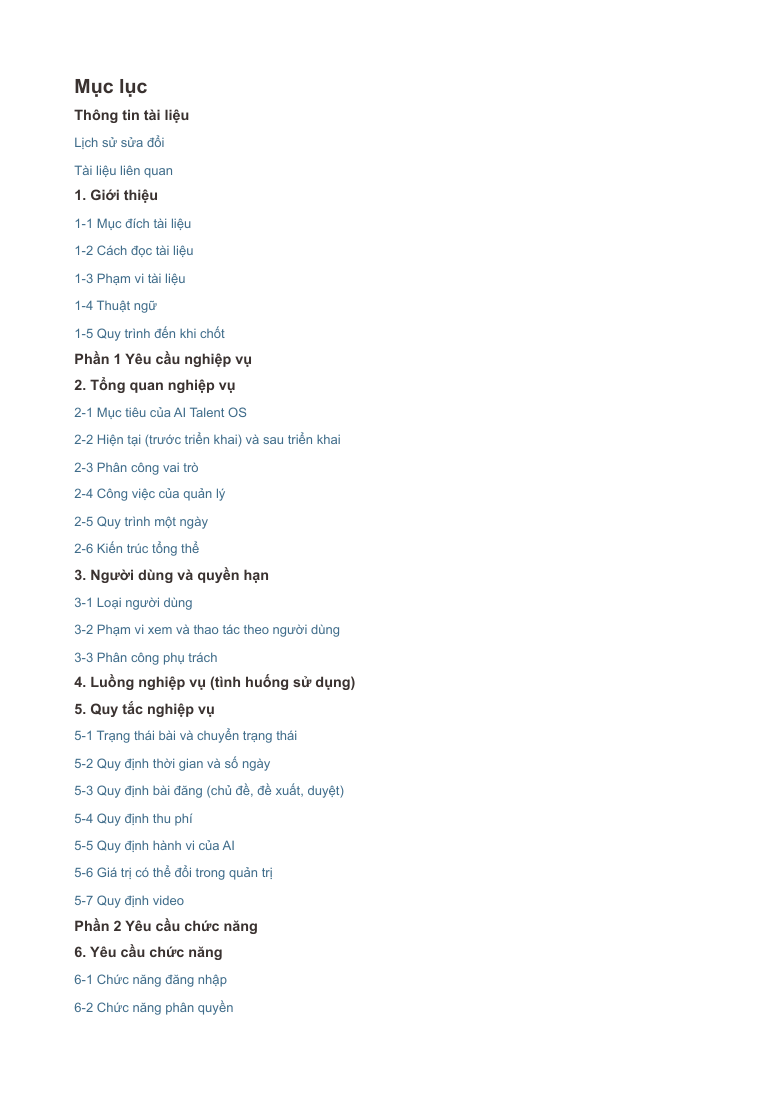 Mục lục
Thông tin tài liệu
Lịch sử sửa đổi
Tài liệu liên quan
1. Giới thiệu
1-1 Mục đích tài liệu
1-2 Cách đọc tài liệu
1-3 Phạm vi tài liệu
1-4 Thuật ngữ
1-5 Quy trình đến khi chốt
Phần 1 Yêu cầu nghiệp vụ
2. Tổng quan nghiệp vụ
2-1 Mục tiêu của AI Talent OS
2-2 Hiện tại (trước triển khai) và sau triển khai
2-3 Phân công vai trò
2-4 Công việc của quản lý
2-5 Quy trình một ngày
2-6 Kiến trúc tổng thể
3. Người dùng và quyền hạn
3-1 Loại người dùng
3-2 Phạm vi xem và thao tác theo người dùng
3-3 Phân công phụ trách
4. Luồng nghiệp vụ (tình huống sử dụng)
5. Quy tắc nghiệp vụ
5-1 Trạng thái bài và chuyển trạng thái
5-2 Quy định thời gian và số ngày
5-3 Quy định bài đăng (chủ đề, đề xuất, duyệt)
5-4 Quy định thu phí
5-5 Quy định hành vi của AI
5-6 Giá trị có thể đổi trong quản trị
5-7 Quy định video
Phần 2 Yêu cầu chức năng
6. Yêu cầu chức năng
6-1 Chức năng đăng nhập
6-2 Chức năng phân quyền